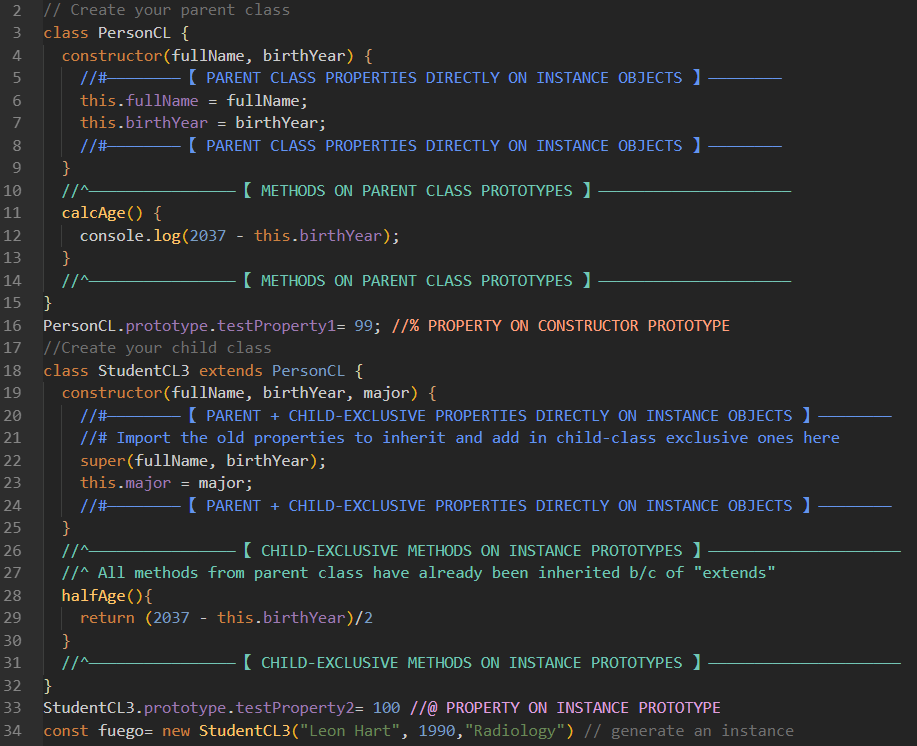 2 // Create your parent class
3 class PersonCL {
4 constructor(fullName, birthYear) {
5 //#————————【 PARENT CLASS PROPERTIES DIRECTLY ON INSTANCE OBJECTS 】————————
6 this.fullName = fullName;
7 this.birthYear = birthYear;
8 //#————————【 PARENT CLASS PROPERTIES DIRECTLY ON INSTANCE OBJECTS 】————————
9 }
10 //^————————————————【 METHODS ON PARENT CLASS PROTOTYPES 】—————————————————————
11 calcAge() {
12 console.log(2037 - this.birthYear);
13 }
14 //^————————————————【 METHODS ON PARENT CLASS PROTOTYPES 】—————————————————————
15 }
16 PersonCL.prototype.testProperty1= 99; //% PROPERTY ON CONSTRUCTOR PROTOTYPE
17 //Create your child class
18 class StudentCL3 extends PersonCL {
19 constructor(fullName, birthYear, major) {
20 //#————————【 PARENT + CHILD-EXCLUSIVE PROPERTIES DIRECTLY ON INSTANCE OBJECTS 】————————
21 //# Import the old properties to inherit and add in child-class exclusive ones here
22 super(fullName, birthYear);
23 this.major = major;
24 //#————————【 PARENT + CHILD-EXCLUSIVE PROPERTIES DIRECTLY ON INSTANCE OBJECTS 】————————
25 }
26 //^————————————————【 CHILD-EXCLUSIVE METHODS ON INSTANCE PROTOTYPES 】—————————————————————
27 //^ All methods from parent class have already been inherited b/c of "extends"
28 halfAge(){
29 return (2037 - this.birthYear)/2
30 }
31 //^————————————————【 CHILD-EXCLUSIVE METHODS ON INSTANCE PROTOTYPES 】—————————————————————
32 }
33 StudentCL3.prototype.testProperty2= 100 //@ PROPERTY ON INSTANCE PROTOTYPE
34 const fuego= new StudentCL3("Leon Hart", 1990,"Radiology") // generate an instance